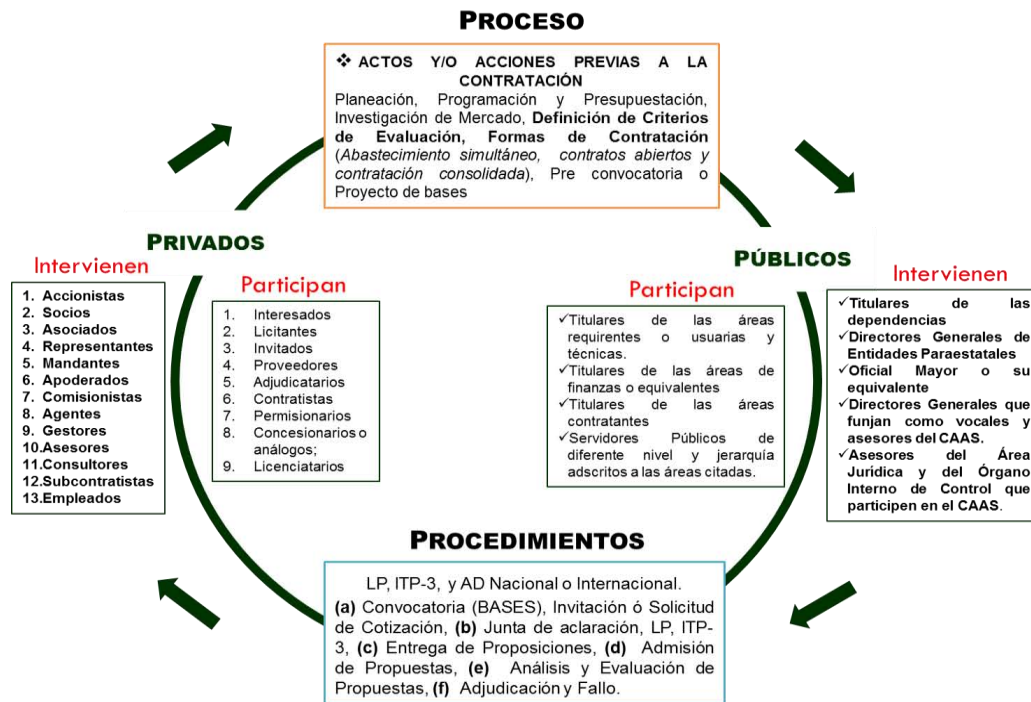 PROCESO
❖ ACTOS Y/O ACCIONES PREVIAS A LA
CONTRATACIÓN
Planeación, Programación y Presupuestación,
Investigación de Mercado, Definición de Criterios
de Evaluación, Formas de Contratación
(Abastecimiento simultáneo, contratos abiertos y
contratación consolidada), Pre convocatoria o
Proyecto de bases
PRIVADOS
Intervienen
1. Accionistas
2. Socios
3. Asociados
4. Representantes
5. Mandantes
6. Apoderados
7. Comisionistas
8. Agentes
9. Gestores
10.Asesores
11.Consultores
12.Subcontratistas
13.Empleados
Participan
1. Interesados
2. Licitantes
3. Invitados
4. Proveedores
5. Adjudicatarios
6. Contratistas
7. Permisionarios
8. Concesionarios o
análogos;
9. Licenciatarios
PÚBLICOS
Participan
✓Titulares de las áreas
requirentes o usuarias y
técnicas.
✓Titulares de las áreas de
finanzas o equivalentes
✓Titulares de las áreas
contratantes
✓Servidores Públicos de
diferente nivel y jerarquía
adscritos a las áreas citadas.
Intervienen
✓Titulares de las
dependencias
✓Directores Generales de
Entidades Paraestatales
✓Oficial Mayor o su
equivalente
✓Directores Generales que
funjan como vocales y
asesores del CAAS.
✓Asesores del Área
Jurídica y del Órgano
Interno de Control que
participen en el CAAS.
PROCEDIMIENTOS
LP, ITP-3, y AD Nacional o Internacional.
(a) Convocatoria (BASES), Invitación ó Solicitud
de Cotización, (b) Junta de aclaración, LP, ITP-
3, (c) Entrega de Proposiciones, (d) Admisión
de Propuestas, (e) Análisis y Evaluación de
Propuestas, (f) Adjudicación y Fallo.